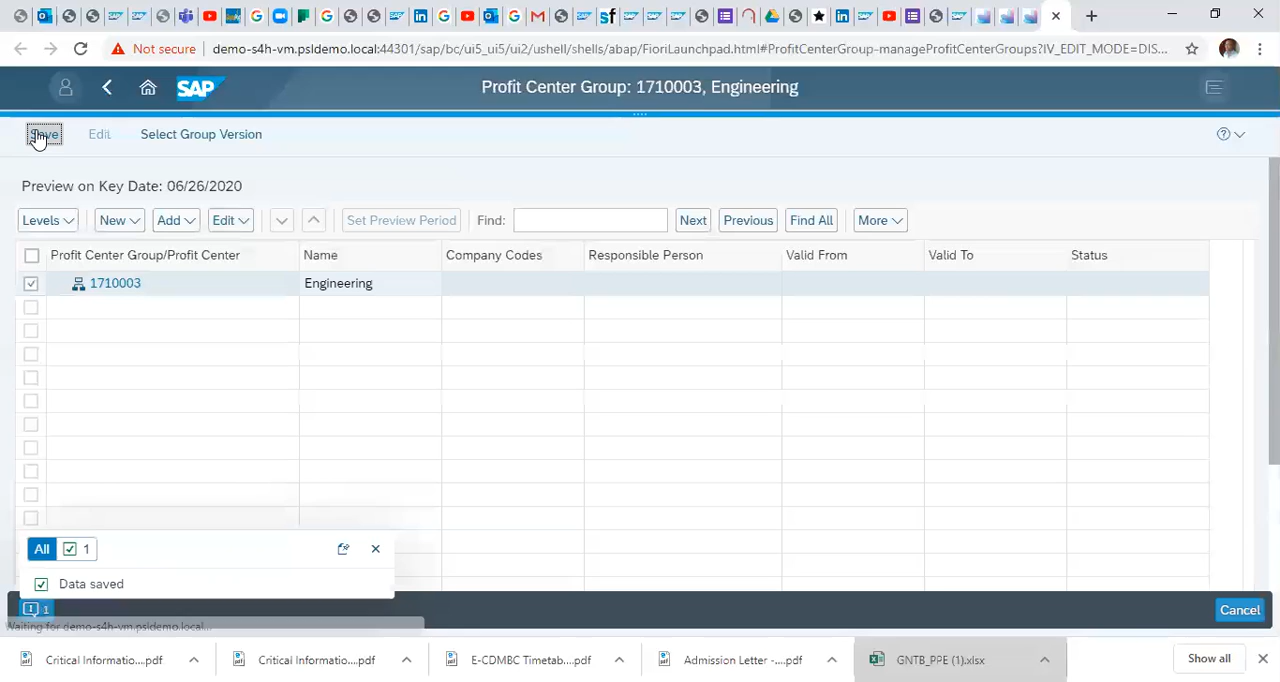 Not secure demo-s4h-vm.psldemo.local:44301/sap/bc/ui5_ui5/ui2/ushell/shells/abap/FioriLaunchpad.html#ProfitCenterGroup-manageProfitCenterGroups?IV_EDIT_MODE=DIS...
SAP Profit Center Group: 1710003, Engineering
Save Edit Select Group Version
Preview on Key Date: 06/26/2020
Levels New Add Edit Set Preview Period Find: Next Previous Find All More
Profit Center Group/Profit Center Name Company Codes Responsible Person Valid From Valid To Status
1710003 Engineering
All 1
Data saved
1 Cancel
Waiting for demo-s4h-vm.psldemo.local...
Critical Informatio....pdf Critical Informatio....pdf E-CDMBC Timetab....pdf Admission Letter -....pdf GNTB_PPE (1).xlsx Show all